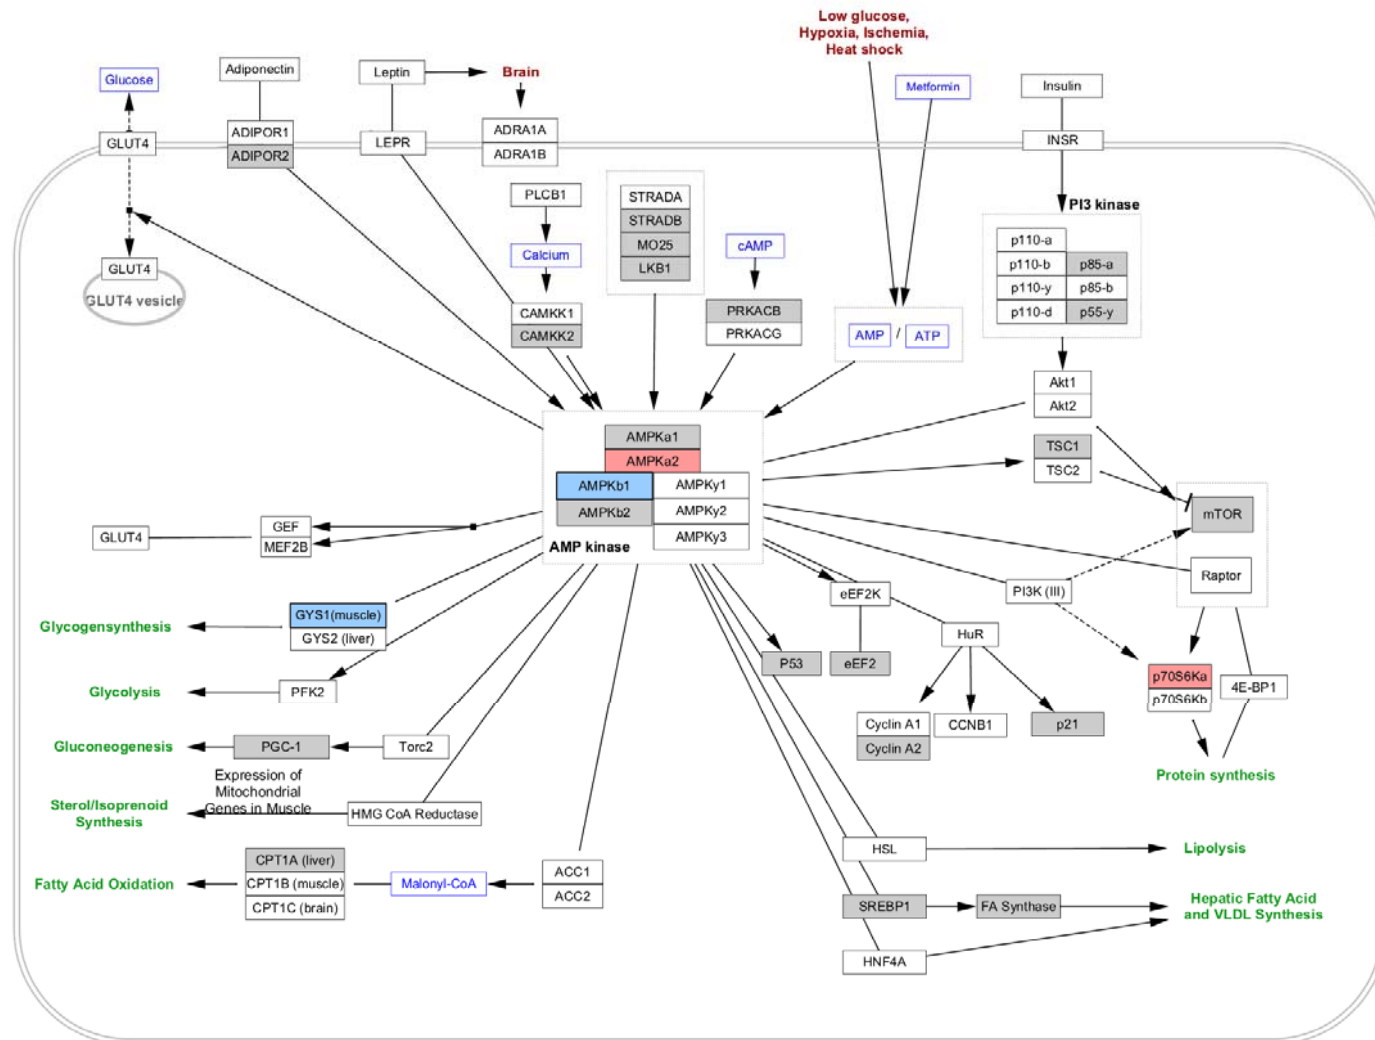 Low glucose,
Hypoxia, Ischemia,
Heat shock
Glucose
Adiponectin
Leptin
Brain
Metformin
Insulin
GLUT4
ADIPOR1
ADIPOR2
LEPR
ADRA1A
ADRA1B
INSR
PLCB1
STRADA
STRADB
MO25
LKB1
PI3 kinase
Calcium
cAMP
p110-a
p110-b
p85-a
p110-y
p85-b
p110-d
p55-y
GLUT4
GLUT4 vesicle
CAMKK1
CAMKK2
PRKACB
PRKACG
AMP / ATP
Akt1
Akt2
AMPKa1
AMPKa2
AMPKb1
AMPKy1
AMPKb2
AMPKy2
AMPKy3
AMP kinase
TSC1
TSC2
mTOR
Raptor
GLUT4
GEF
MEF2B
eEF2K
PI3K (III)
GYS1(muscle)
GYS2 (liver)
Glycogensynthesis
HuR
P53
eEF2
p70S6Ka
p70S6Kb
4E-BP1
Glycolysis
PFK2
Cyclin A1
Cyclin A2
CCNB1
p21
Gluconeogenesis
PGC-1
Torc2
Expression of
Mitochondrial
Genes in Muscle
Protein synthesis
Sterol/Isoprenoid
Synthesis
HMG CoA Reductase
HSL
Lipolysis
CPT1A (liver)
CPT1B (muscle)
CPT1C (brain)
Fatty Acid Oxidation
Malonyl-CoA
ACC1
ACC2
SREBP1
FA Synthase
Hepatic Fatty Acid
and VLDL Synthesis
HNF4A